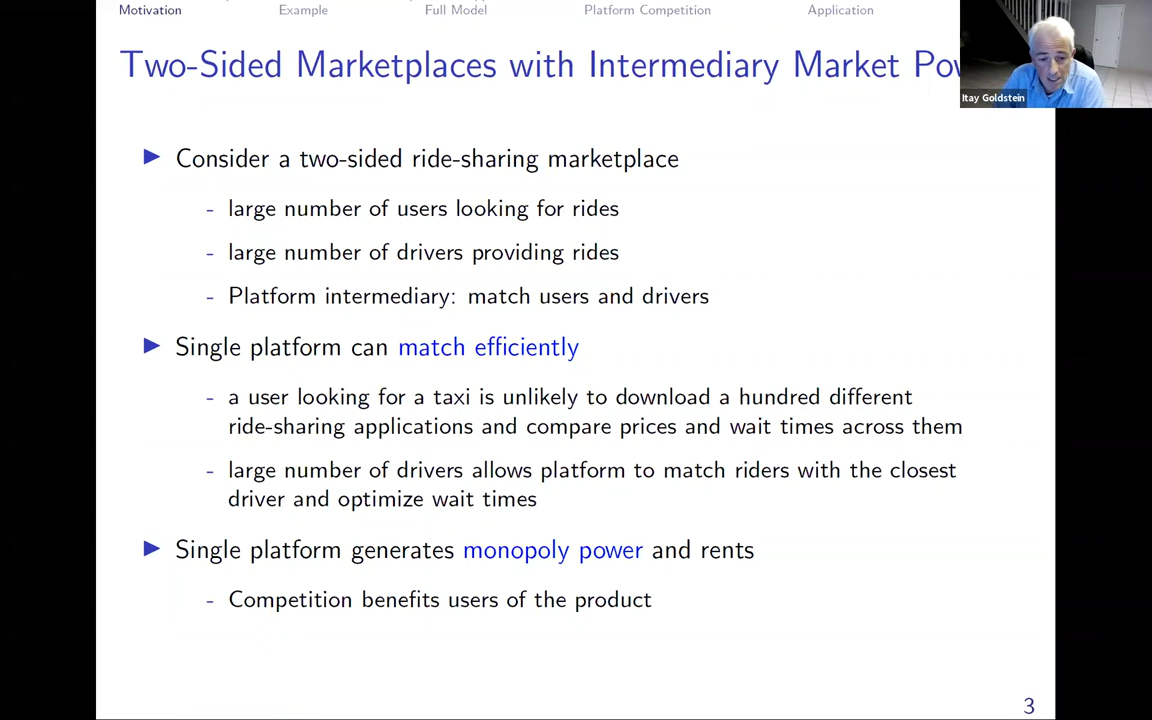 Motivation Example Full Model Platform Competition Application
Two-Sided Marketplaces with Intermediary Market
Itay Goldstein
▶ Consider a two-sided ride-sharing marketplace
- large number of users looking for rides
- large number of drivers providing rides
- Platform intermediary: match users and drivers
▶ Single platform can match efficiently
- a user looking for a taxi is unlikely to download a hundred different
ride-sharing applications and compare prices and wait times across them
- large number of drivers allows platform to match riders with the closest
driver and optimize wait times
▶ Single platform generates monopoly power and rents
- Competition benefits users of the product
3